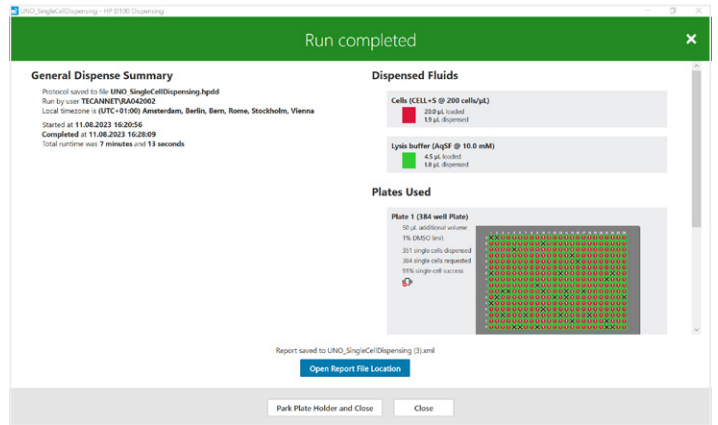 UNO_SingleCellDispensing - HP D100 Dispensing
Run completed
General Dispense Summary
Protocol saved to file UNO_SingleCellDispensing.hpdd
Run by user TECANNET\RA042002
Local timezone is (UTC+01:00) Amsterdam, Berlin, Bern, Rome, Stockholm, Vienna
Started at 11.08.2023 16:20:56
Completed at 11.08.2023 16:28:09
Total runtime was 7 minutes and 13 seconds
Dispensed Fluids
Cells (CELL+S @ 200 cells/µL)
20.0 µL loaded
1.9 µL dispensed
Lysis buffer (AqSF @ 10.0 mM)
4.5 µL loaded
1.8 µL dispensed
Plates Used
Plate 1 (384 well Plate)
50 µL additional volume
1% DMSO limit
351 single cells dispensed
384 single cells requested
91% single-cell success
Report saved to UNO_SingleCellDispensing (3).xml
Open Report File Location
Park Plate Holder and Close
Close